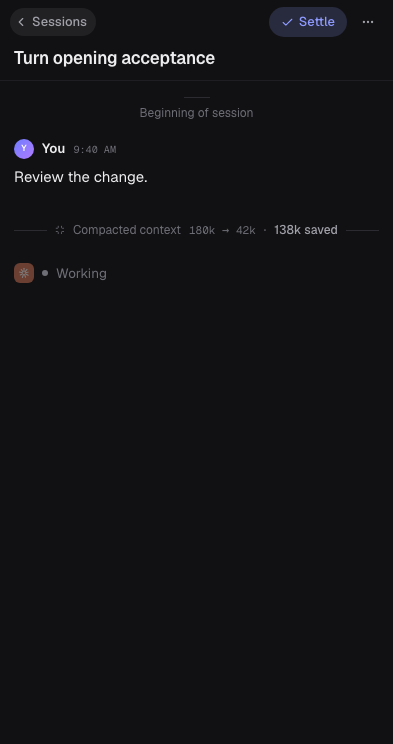 Sessions
Settle
Turn opening acceptance
Beginning of session
Y You 9:40 AM
Review the change.
Compacted context 180k → 42k · 138k saved
Working